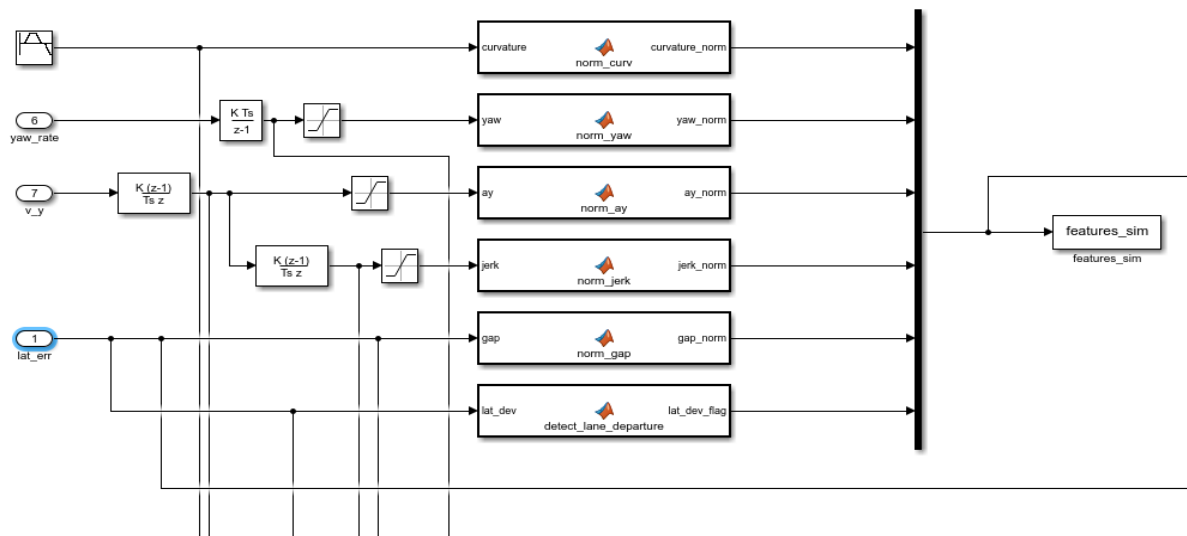 curvature
curvature_norm
norm_curv
6
yaw_rate
K Ts
z-1
yaw
yaw_norm
norm_yaw
7
v_y
K (z-1)
Ts z
ay
ay_norm
norm_ay
features_sim
features_sim
K (z-1)
Ts z
jerk
jerk_norm
norm_jerk
1
lat_err
gap
gap_norm
norm_gap
lat_dev
lat_dev_flag
detect_lane_departure